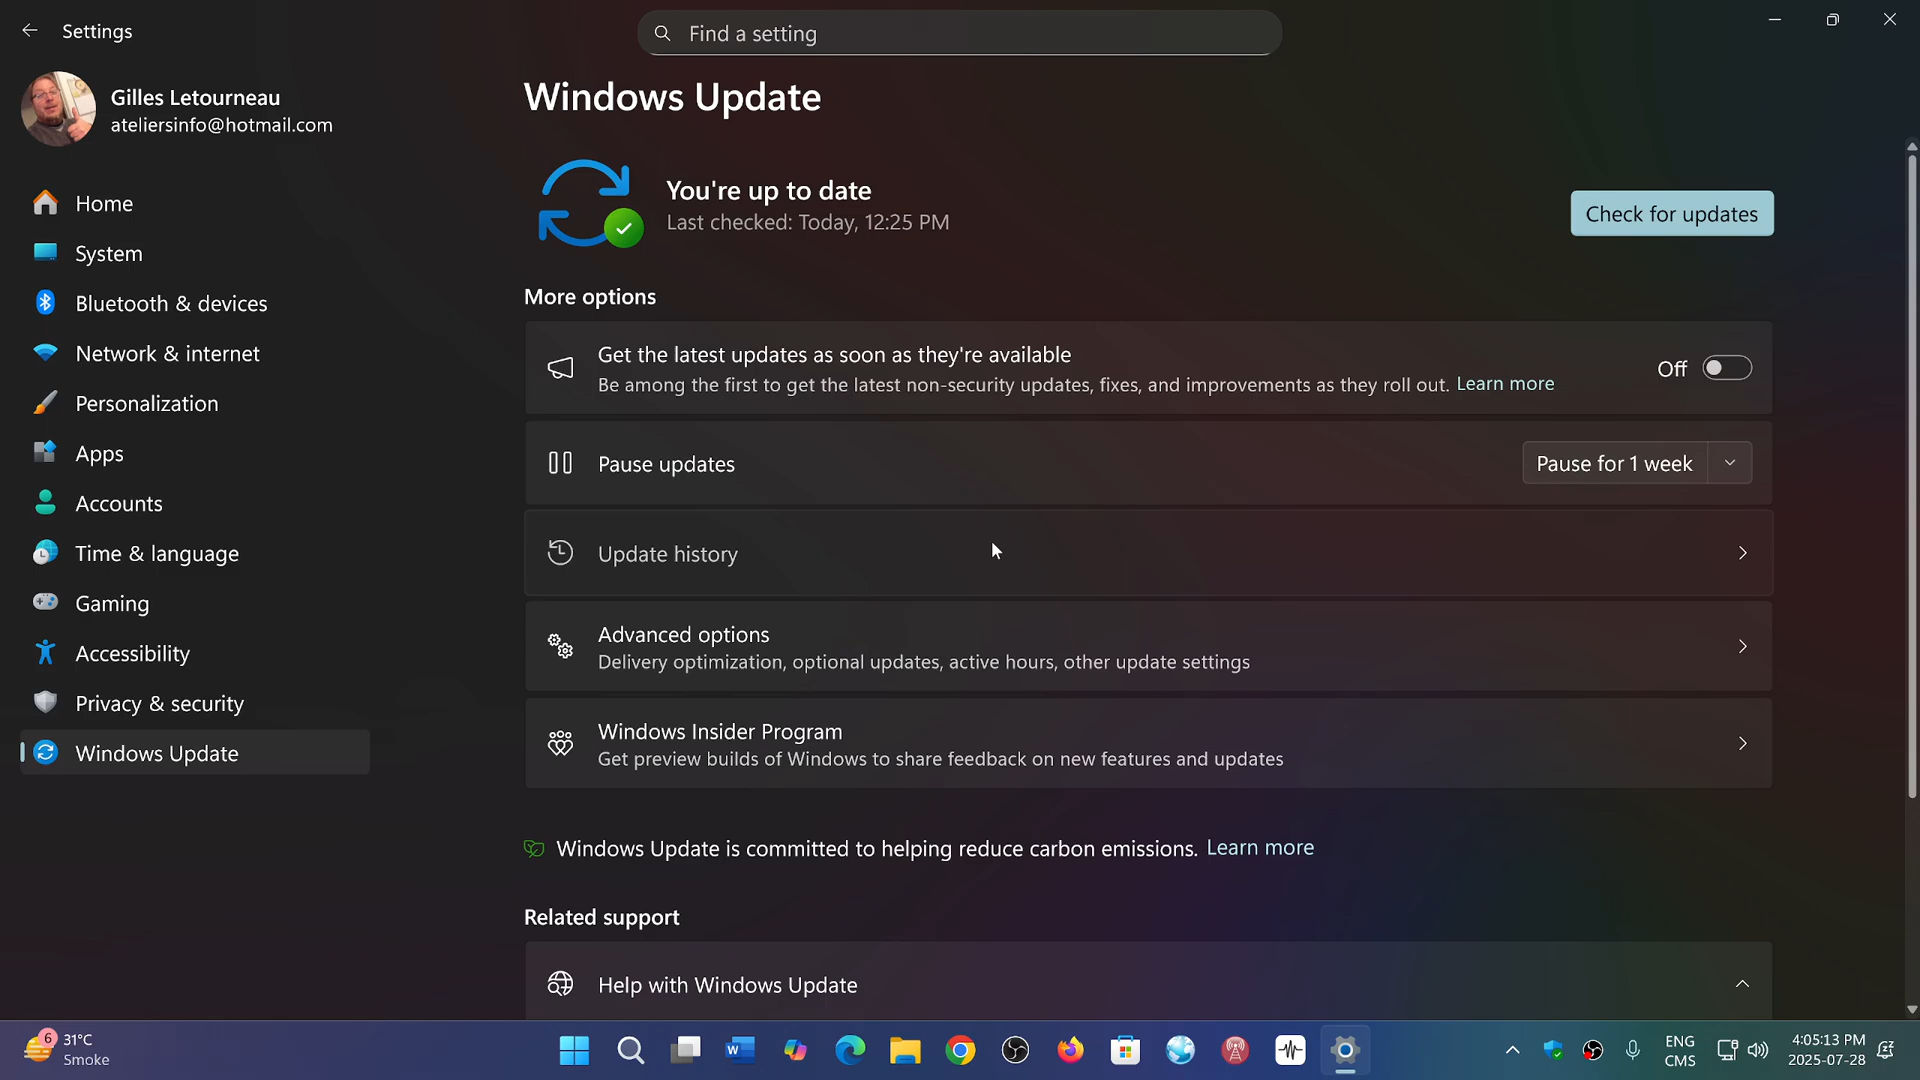 Settings
Find a setting
Gilles Letourneau
ateliersinfo@hotmail.com
Home
System
Bluetooth & devices
Network & internet
Personalization
Apps
Accounts
Time & language
Gaming
Accessibility
Privacy & security
Windows Update
Windows Update
You're up to date
Last checked: Today, 12:25 PM
Check for updates
More options
Get the latest updates as soon as they're available
Be among the first to get the latest non-security updates, fixes, and improvements as they roll out. Learn more
Off
Pause updates
Pause for 1 week
Update history
Advanced options
Delivery optimization, optional updates, active hours, other update settings
Windows Insider Program
Get preview builds of Windows to share feedback on new features and updates
Windows Update is committed to helping reduce carbon emissions. Learn more
Related support
Help with Windows Update
6
31°C
Smoke
W
ENG
CMS
4:05:13 PM
2025-07-28